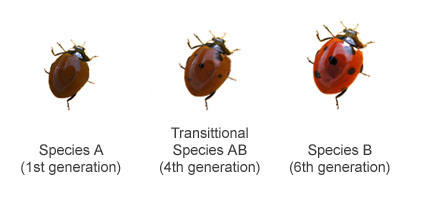 Species A
(1st generation)
Transittional
Species AB
(4th generation)
Species B
(6th generation)